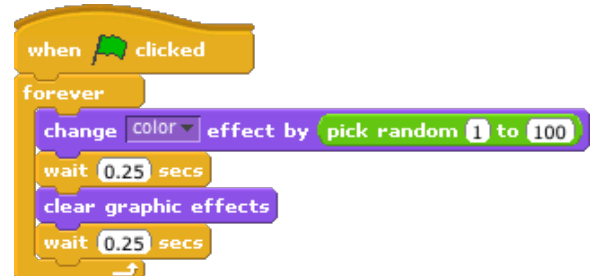 when clicked
forever
change color effect by pick random 1 to 100
wait 0.25 secs
clear graphic effects
wait 0.25 secs